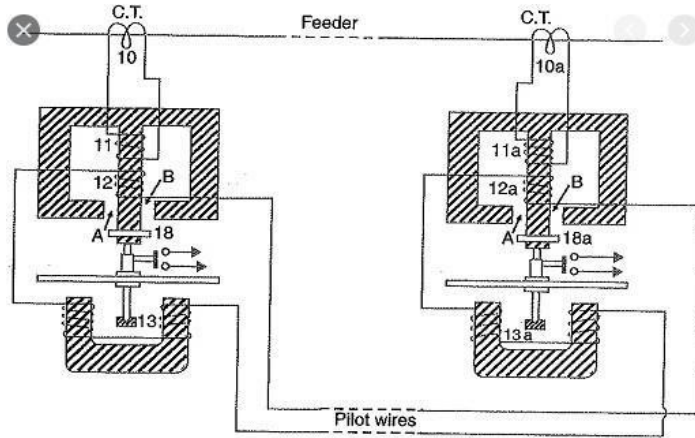 C.T.
Feeder
C.T.
10
10a
11
12
B
A
18
13
11a
12a
B
A
18a
13a
Pilot wires